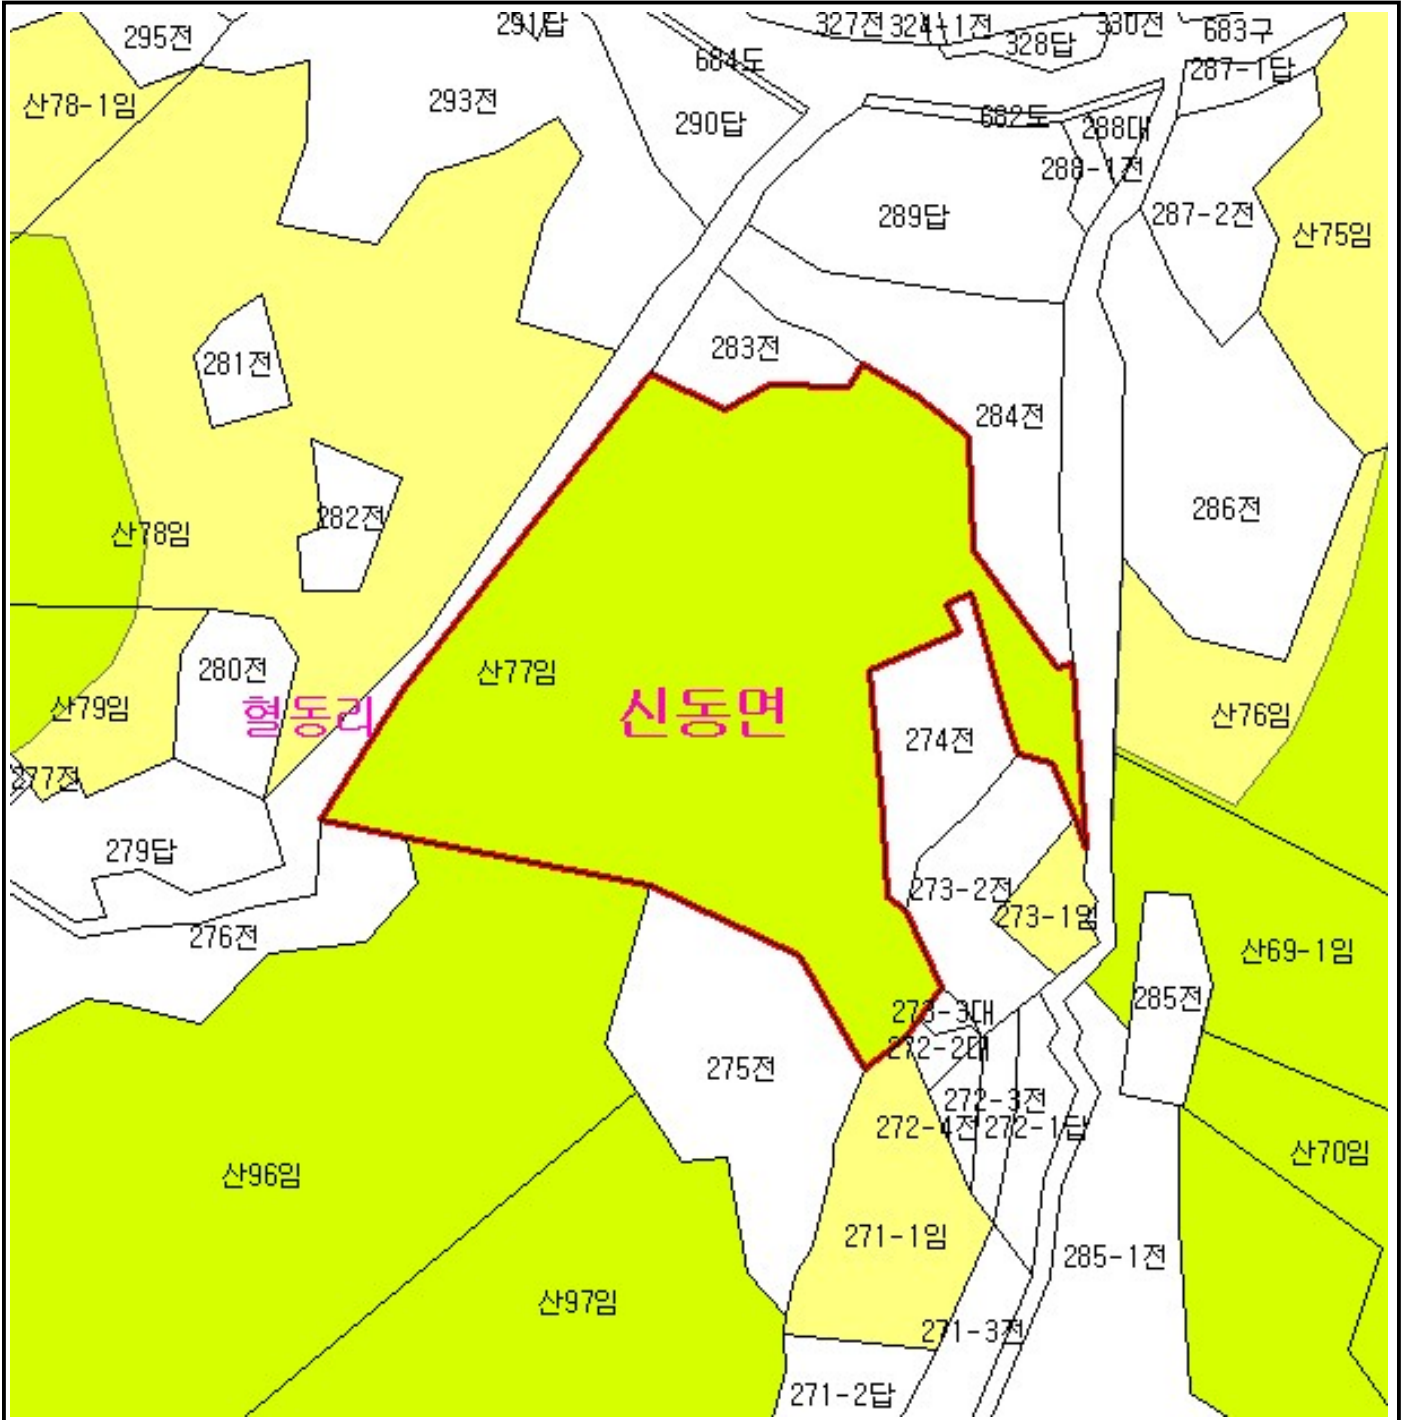 295전
291답
327전
324-1전
328답
330전
683구
684도
287-1답
산78-1임
293전
290답
682도
288대
288-1전
289답
287-2전
산75임
283전
281전
284전
286전
282전
산78임
280전
산77임
신동면
혈동리
산79임
274전
산76임
277전
279답
273-2전
273-1임
276전
산69-1임
285전
273-3대
272-2대
275전
272-3전
272-4전
272-1답
산70임
산96임
271-1임
285-1전
산97임
271-3전
271-2답